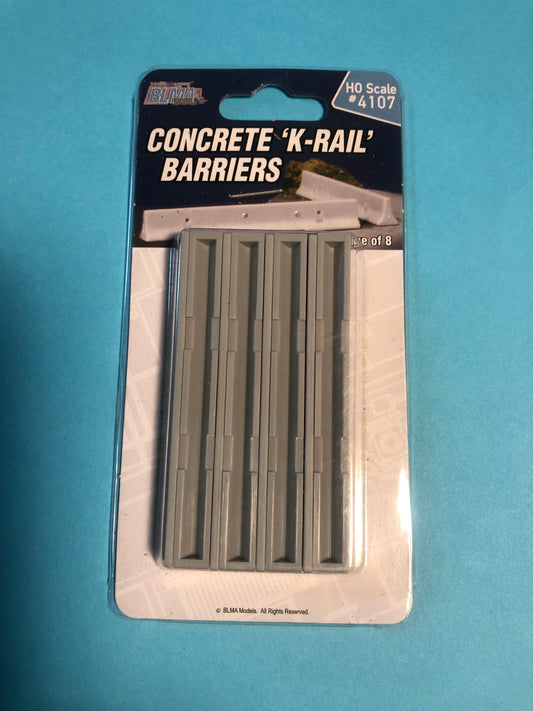 BLMA
HO Scale
#4107
CONCRETE ‘K-RAIL’
BARRIERS
of 8
© BLMA Models. All Rights Reserved.